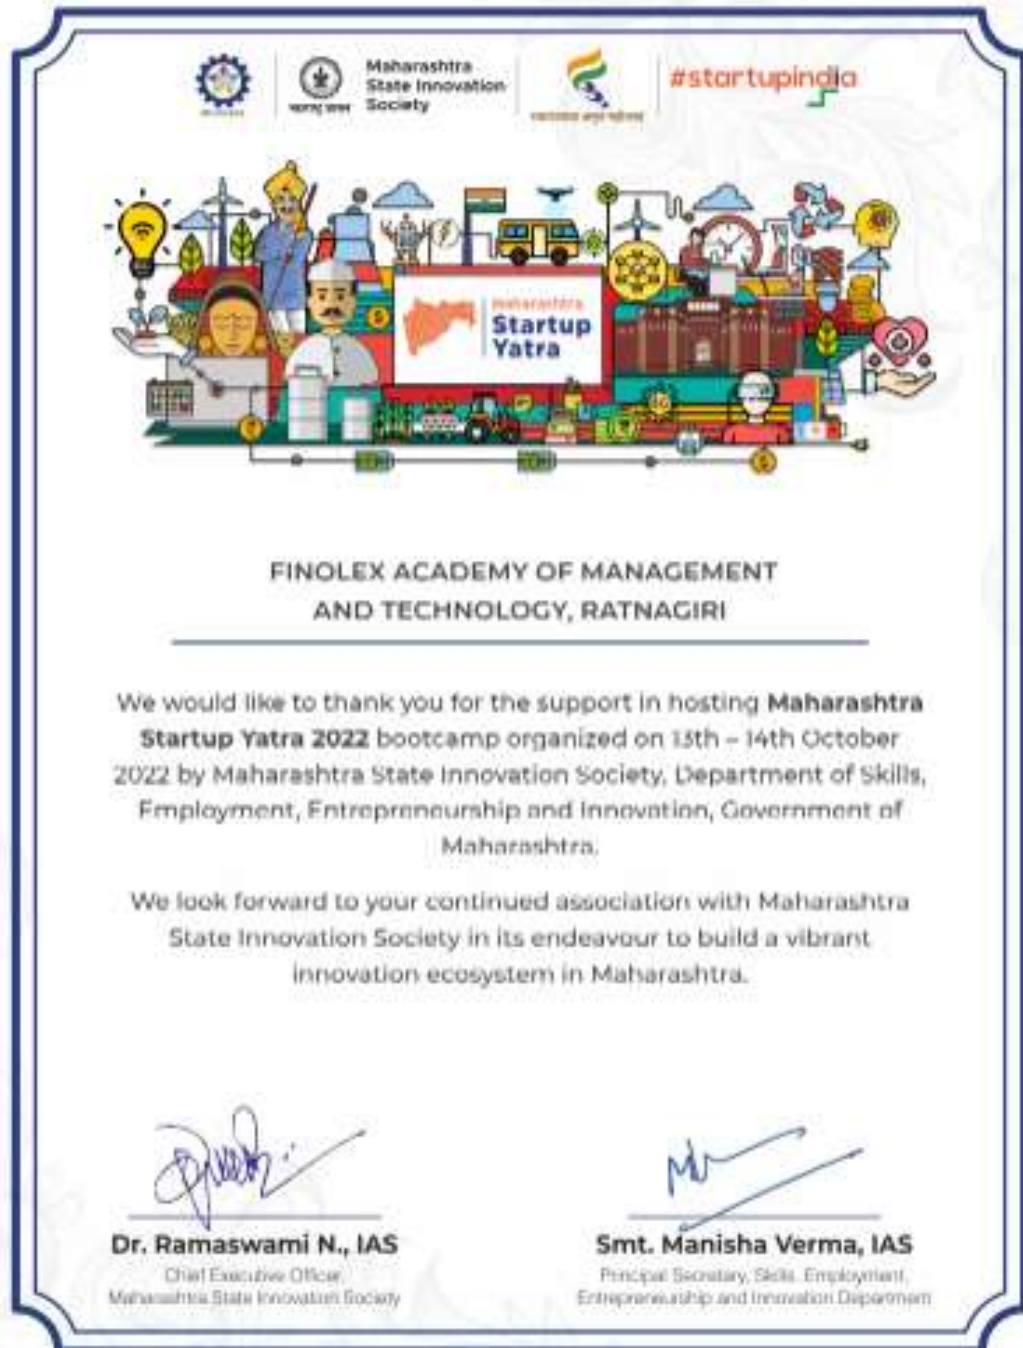 महाराष्ट्र शासन
Maharashtra
State Innovation
Society
#startupindia
Maharashtra
Startup
Yatra
FINOLEX ACADEMY OF MANAGEMENT
AND TECHNOLOGY, RATNAGIRI
We would like to thank you for the support in hosting Maharashtra
Startup Yatra 2022 bootcamp organized on 13th – 14th October
2022 by Maharashtra State Innovation Society, Department of Skills,
Employment, Entrepreneurship and Innovation, Government of
Maharashtra.
We look forward to your continued association with Maharashtra
State Innovation Society in its endeavour to build a vibrant
innovation ecosystem in Maharashtra.
Dr. Ramaswami N., IAS
Chief Executive Officer,
Maharashtra State Innovation Society
Smt. Manisha Verma, IAS
Principal Secretary, Skills, Employment,
Entrepreneurship and Innovation Department